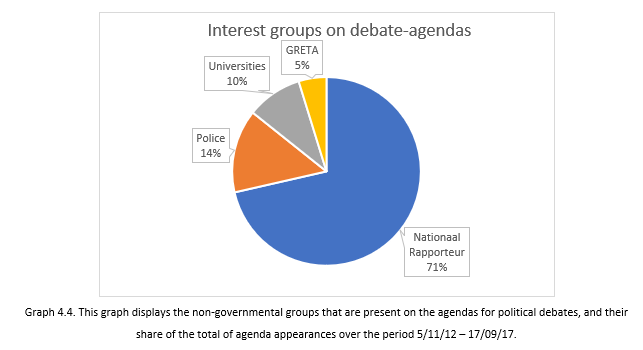 Interest groups on debate-agendas
GRETA
5%
Universities
10%
Police
14%
Nationaal
Rapporteur
71%
Graph 4.4. This graph displays the non-governmental groups that are present on the agendas for political debates, and their
share of the total of agenda appearances over the period 5/11/12 – 17/09/17.